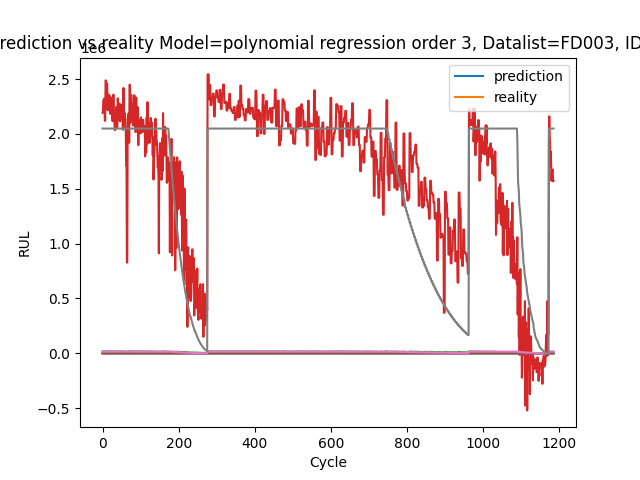 rediction vs reality Model=polynomial regression order 3, Datalist=FD003, ID
1e6
prediction
reality
2.5
2.0
1.5
1.0
0.5
0.0
−0.5
RUL
0
200
400
600
800
1000
1200
Cycle